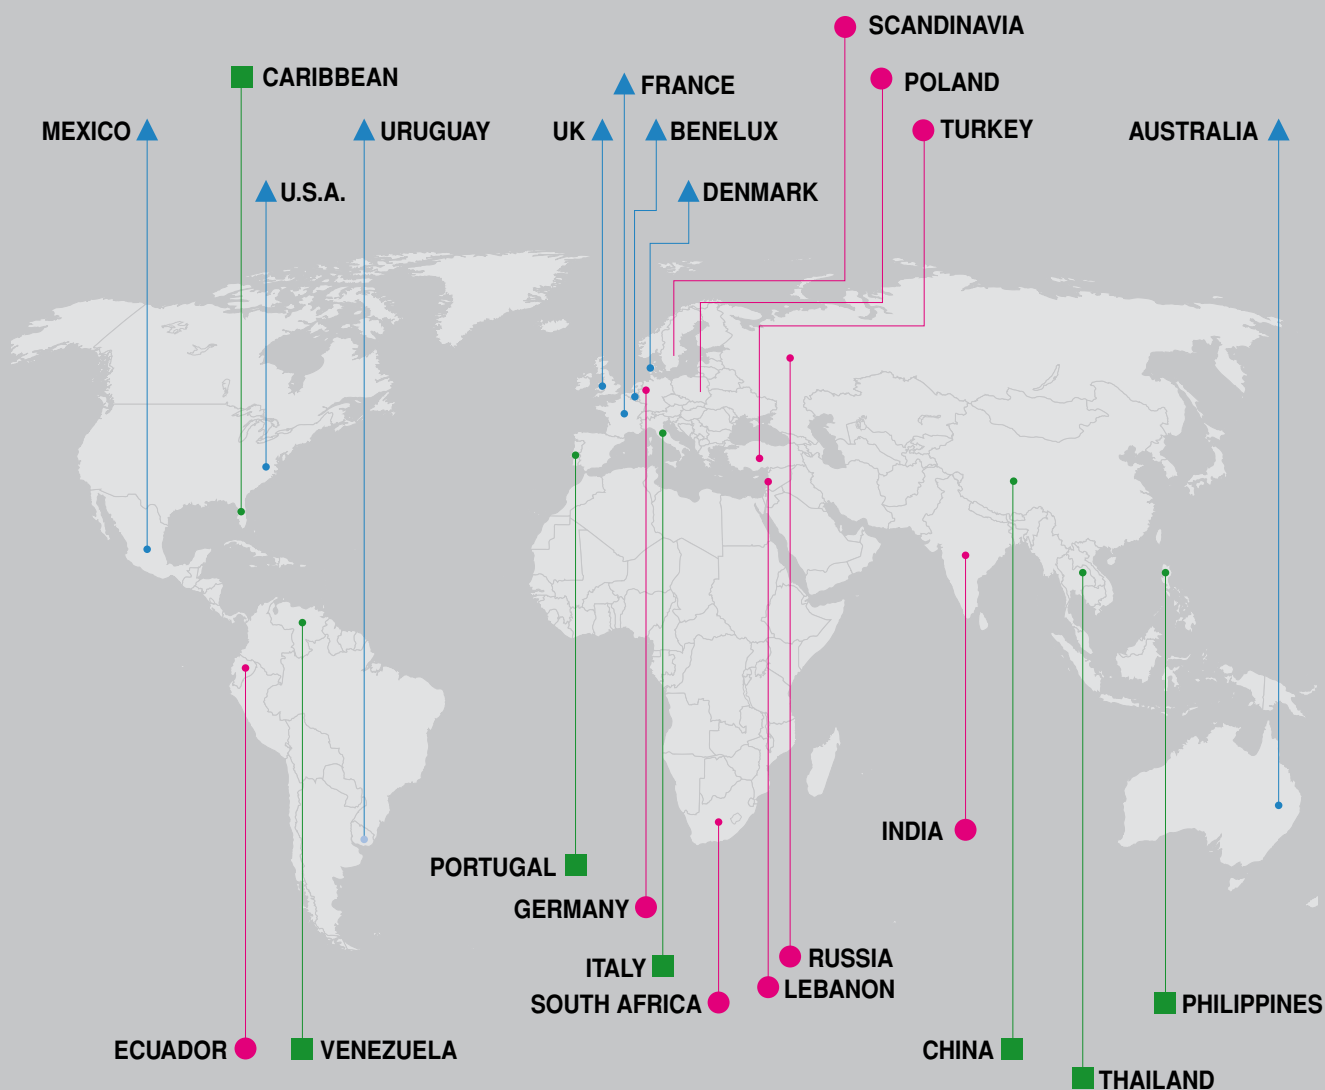 SCANDINAVIA
CARIBBEAN
FRANCE
POLAND
MEXICO
URUGUAY
UK
BENELUX
TURKEY
AUSTRALIA
U.S.A.
DENMARK
INDIA
PORTUGAL
GERMANY
ITALY
RUSSIA
LEBANON
SOUTH AFRICA
PHILIPPINES
ECUADOR
VENEZUELA
CHINA
THAILAND